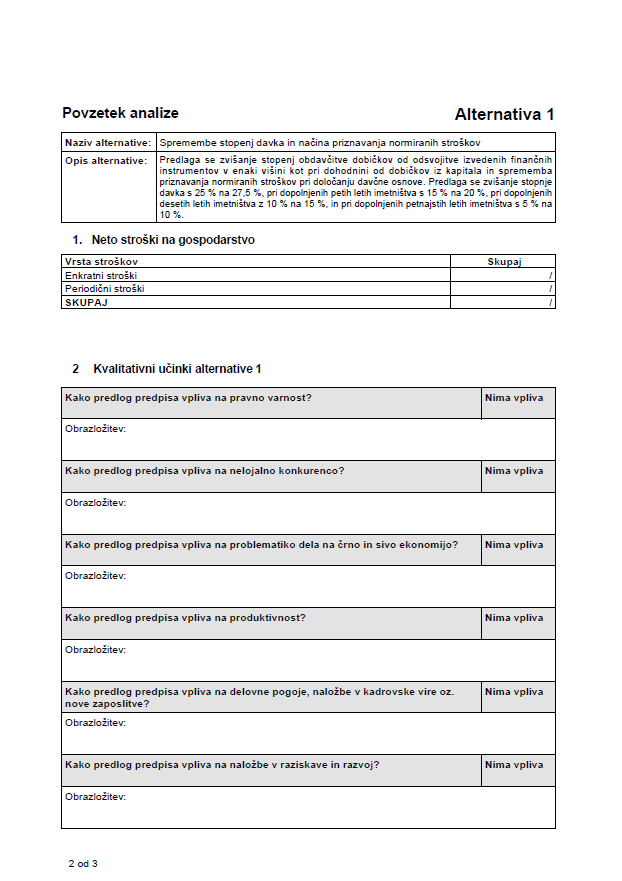 Povzetek analize
Alternativa 1
Naziv alternative: Spremembe stopenj davka in načina priznavanja normiranih stroškov
Opis alternative: Predlaga se zvišanje stopenj obdavčitve dobičkov od odsvojitve izvedenih finančnih
instrumentov v enaki višini kot pri dohodnini od dobičkov iz kapitala in sprememba
priznavanja normiranih stroškov pri določanju davčne osnove. Predlaga se zvišanje stopnje
davka s 25 % na 27,5 %, pri dopolnjenih petih letih imetništva s 15 % na 20 %, pri dopolnjenih
desetih letih imetništva z 10 % na 15 %, in pri dopolnjenih petnajstih letih imetništva s 5 % na
10 %.
1. Neto stroški na gospodarstvo
Vrsta stroškov Skupaj
Enkratni stroški /
Periodični stroški /
SKUPAJ /
2 Kvalitativni učinki alternative 1
Kako predlog predpisa vpliva na pravno varnost? Nima vpliva
Obrazložitev:
Kako predlog predpisa vpliva na nelojalno konkurenco? Nima vpliva
Obrazložitev:
Kako predlog predpisa vpliva na problematiko dela na črno in sivo ekonomijo? Nima vpliva
Obrazložitev:
Kako predlog predpisa vpliva na produktivnost? Nima vpliva
Obrazložitev:
Kako predlog predpisa vpliva na delovne pogoje, naložbe v kadrovske vire oz. Nima vpliva
nove zaposlitve?
Obrazložitev:
Kako predlog predpisa vpliva na naložbe v raziskave in razvoj? Nima vpliva
Obrazložitev:
2 od 3